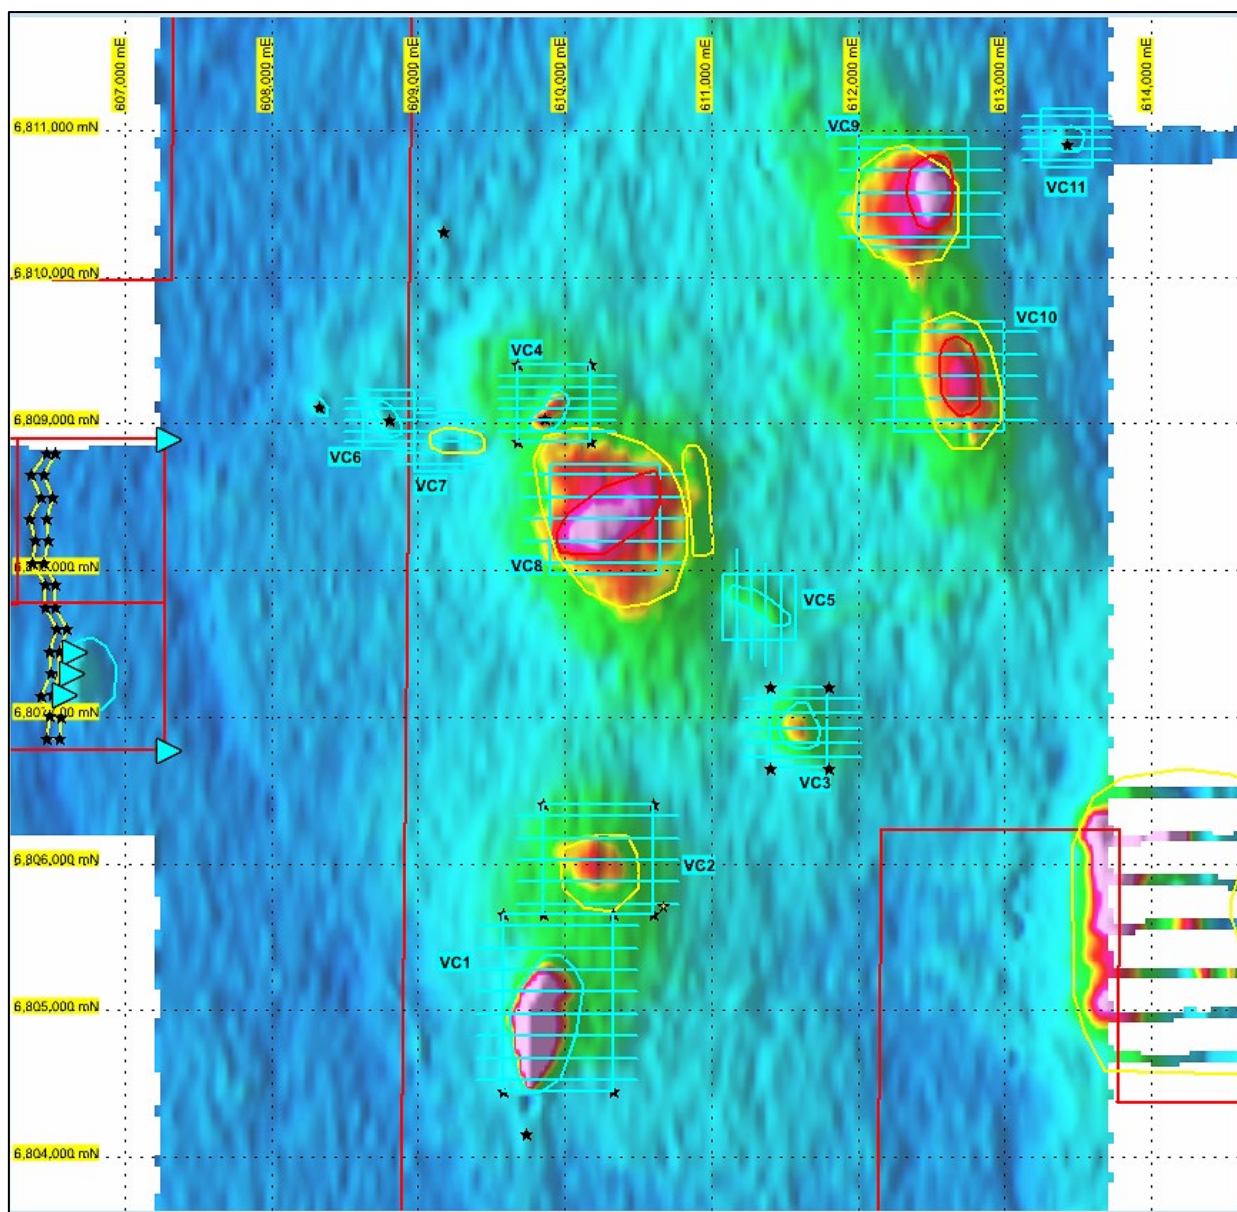 607,000 mE
608,000 mE
609,000 mE
610,000 mE
611,000 mE
612,000 mE
613,000 mE
614,000 mE
6,811,000 mN
VC9
VC11
6,810,000 mN
VC10
VC4
6,809,000 mN
VC6
VC7
VC8
VC5
VC3
6,806,000 mN
VC2
VC1
6,805,000 mN
6,804,000 mN